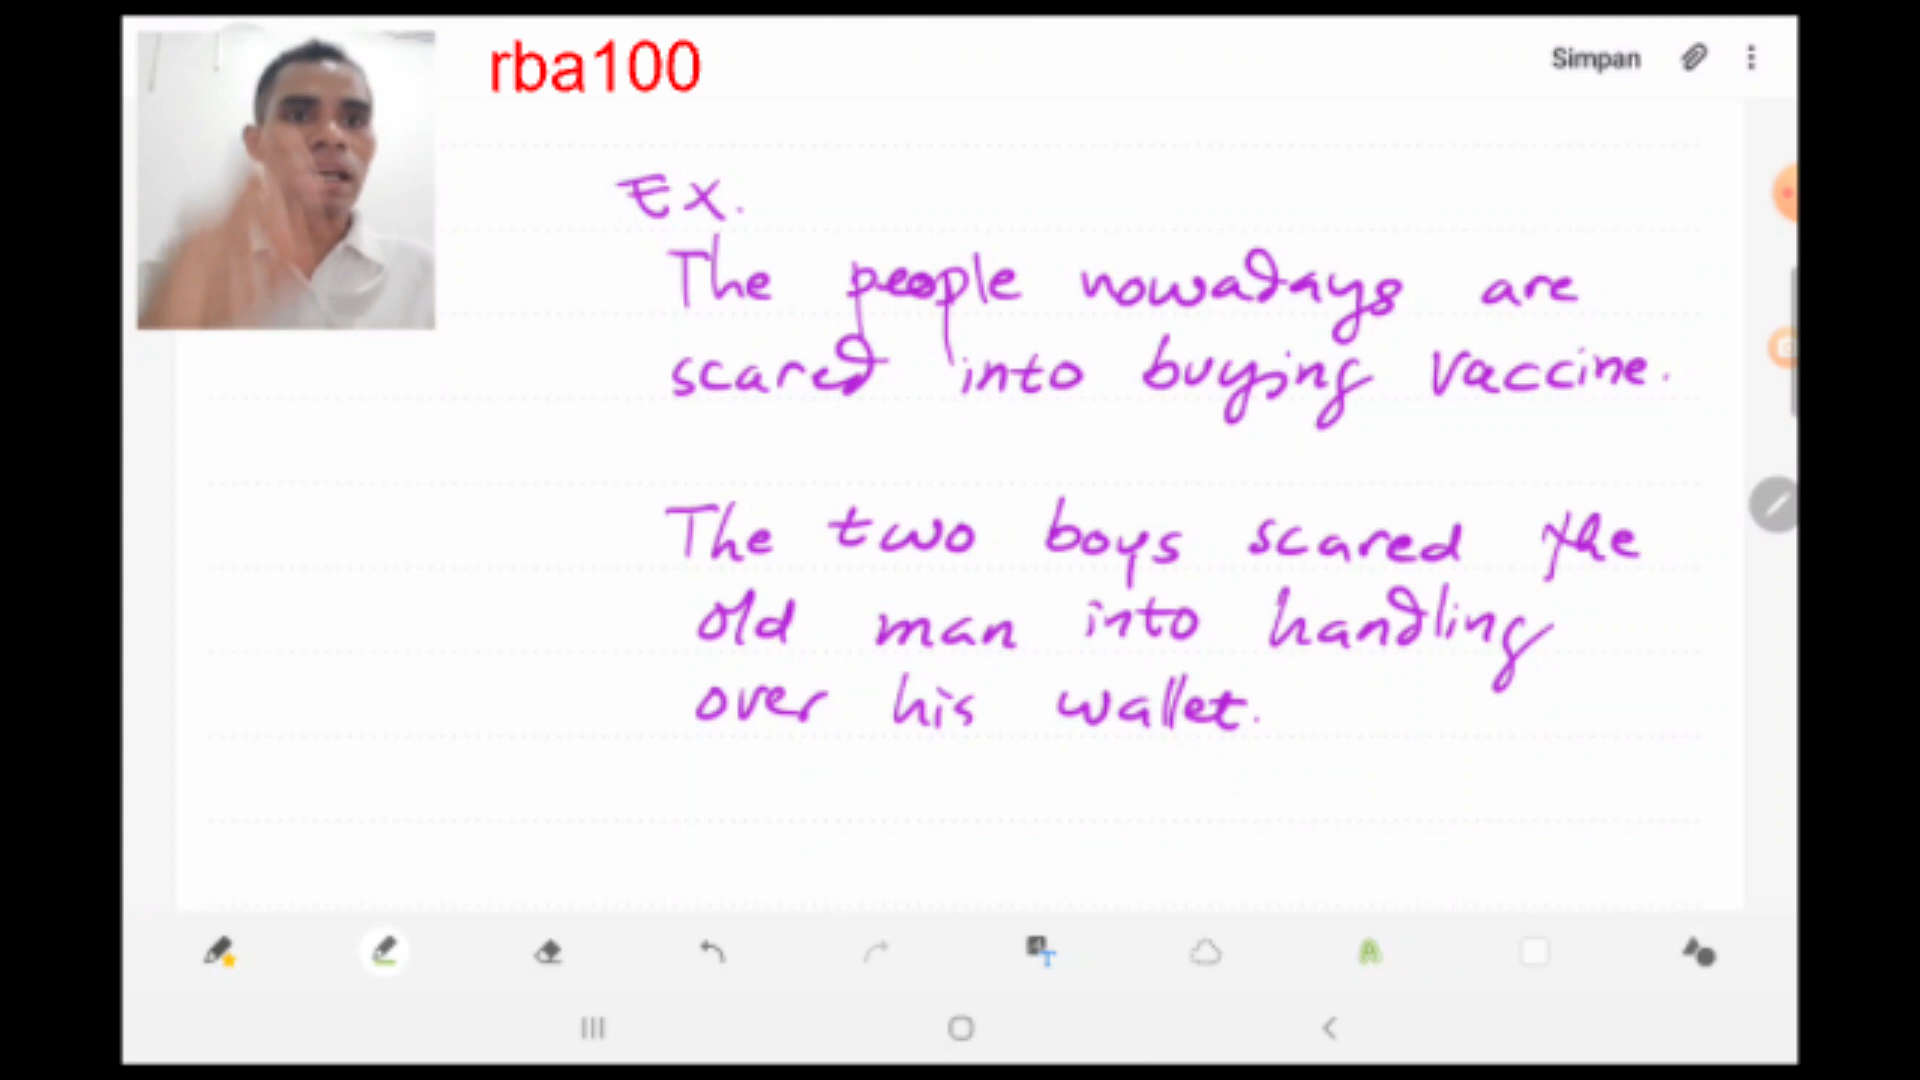 rba100
Simpan
Ex.
The people nowadays are
scared into buying vaccine.
The two boys scared the
old man into handling
over his wallet.